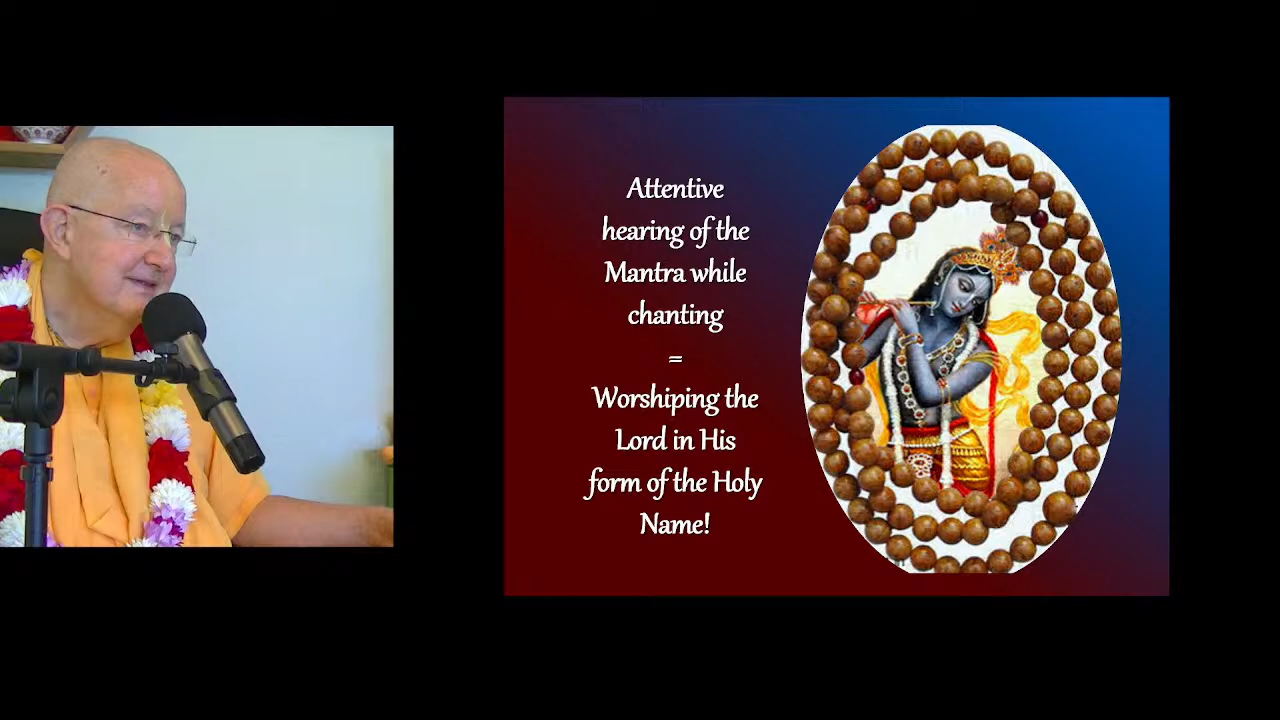 Attentive
hearing of the
Mantra while
chanting
=
Worshiping the
Lord in His
form of the Holy
Name!